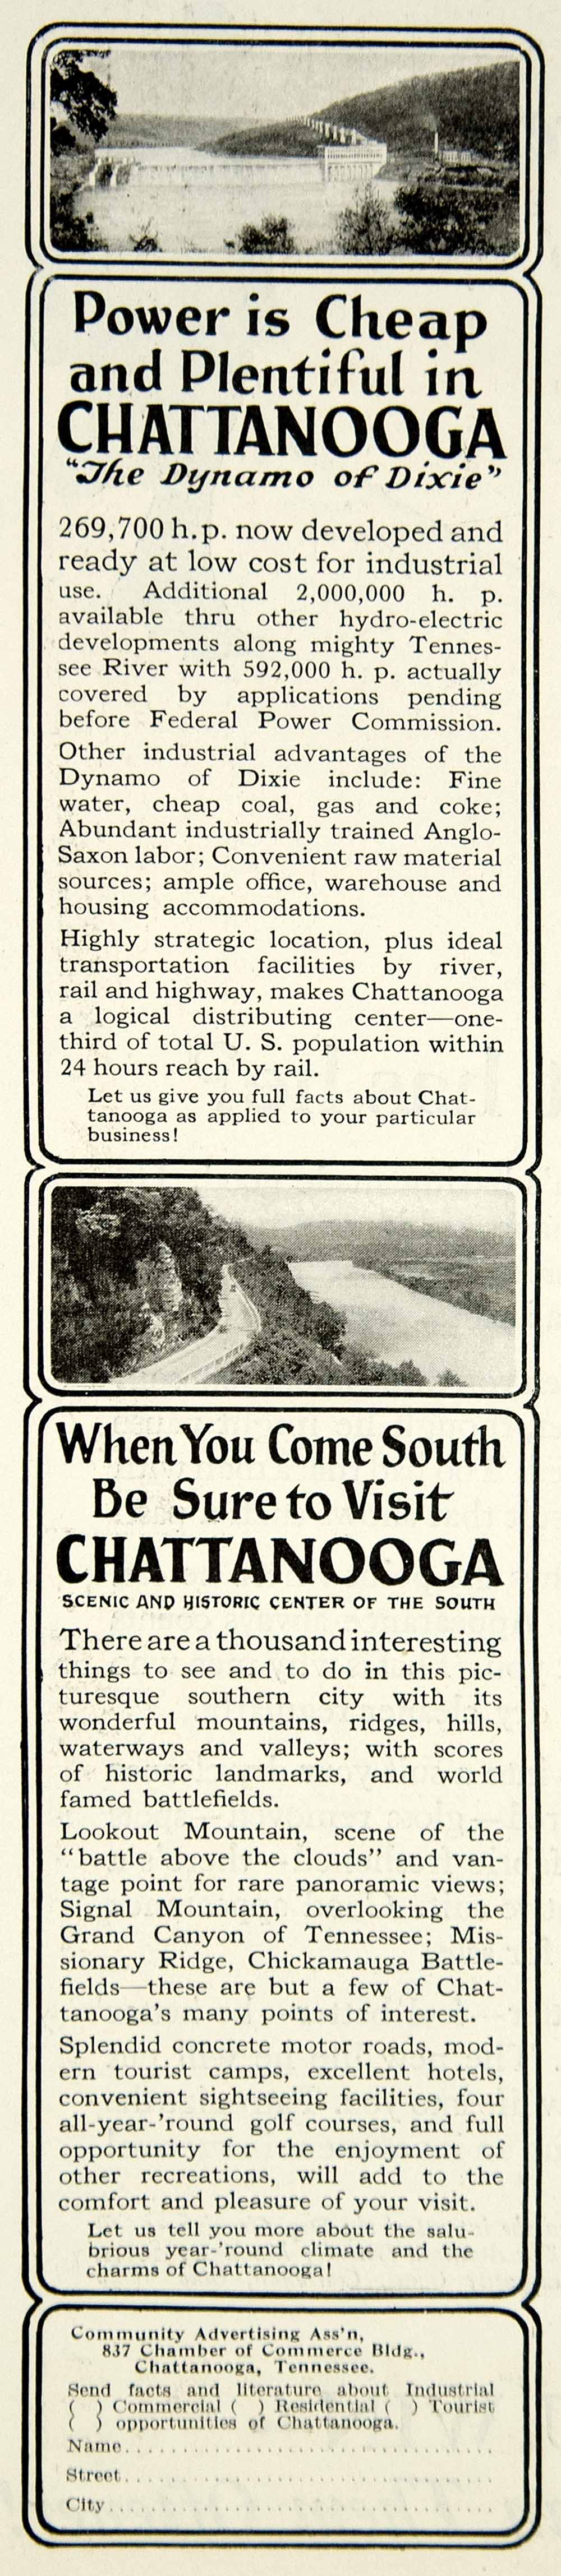 Power is Cheap
and Plentiful in
CHATTANOOGA
"The Dynamo of Dixie"
269,700 h.p. now developed and
ready at low cost for industrial
use. Additional 2,000,000 h. p.
available thru other hydro-electric
developments along mighty Tennes-
see River with 592,000 h. p. actually
covered by applications pending
before Federal Power Commission.
Other industrial advantages of the
Dynamo of Dixie include: Fine
water, cheap coal, gas and coke;
Abundant industrially trained Anglo-
Saxon labor; Convenient raw material
sources; ample office, warehouse and
housing accommodations.
Highly strategic location, plus ideal
transportation facilities by river,
rail and highway, makes Chattanooga
a logical distributing center—one-
third of total U. S. population within
24 hours reach by rail.
Let us give you full facts about Chat-
tanooga as applied to your particular
business!
When You Come South
Be Sure to Visit
CHATTANOOGA
SCENIC AND HISTORIC CENTER OF THE SOUTH
There are a thousand interesting
things to see and to do in this pic-
turesque southern city with its
wonderful mountains, ridges, hills,
waterways and valleys; with scores
of historic landmarks, and world
famed battlefields.
Lookout Mountain, scene of the
"battle above the clouds" and van-
tage point for rare panoramic views;
Signal Mountain, overlooking the
Grand Canyon of Tennessee; Mis-
sionary Ridge, Chickamauga Battle-
fields—these are but a few of Chat-
tanooga's many points of interest.
Splendid concrete motor roads, mod-
ern tourist camps, excellent hotels,
convenient sightseeing facilities, four
all-year-'round golf courses, and full
opportunity for the enjoyment of
other recreations, will add to the
comfort and pleasure of your visit.
Let us tell you more about the salu-
brious year-'round climate and the
charms of Chattanooga!
Community Advertising Ass'n,
837 Chamber of Commerce Bldg.,
Chattanooga, Tennessee.
Send facts and literature about Industrial
( ) Commercial ( ) Residential ( ) Tourist
( ) opportunities of Chattanooga.
Name
Street
City